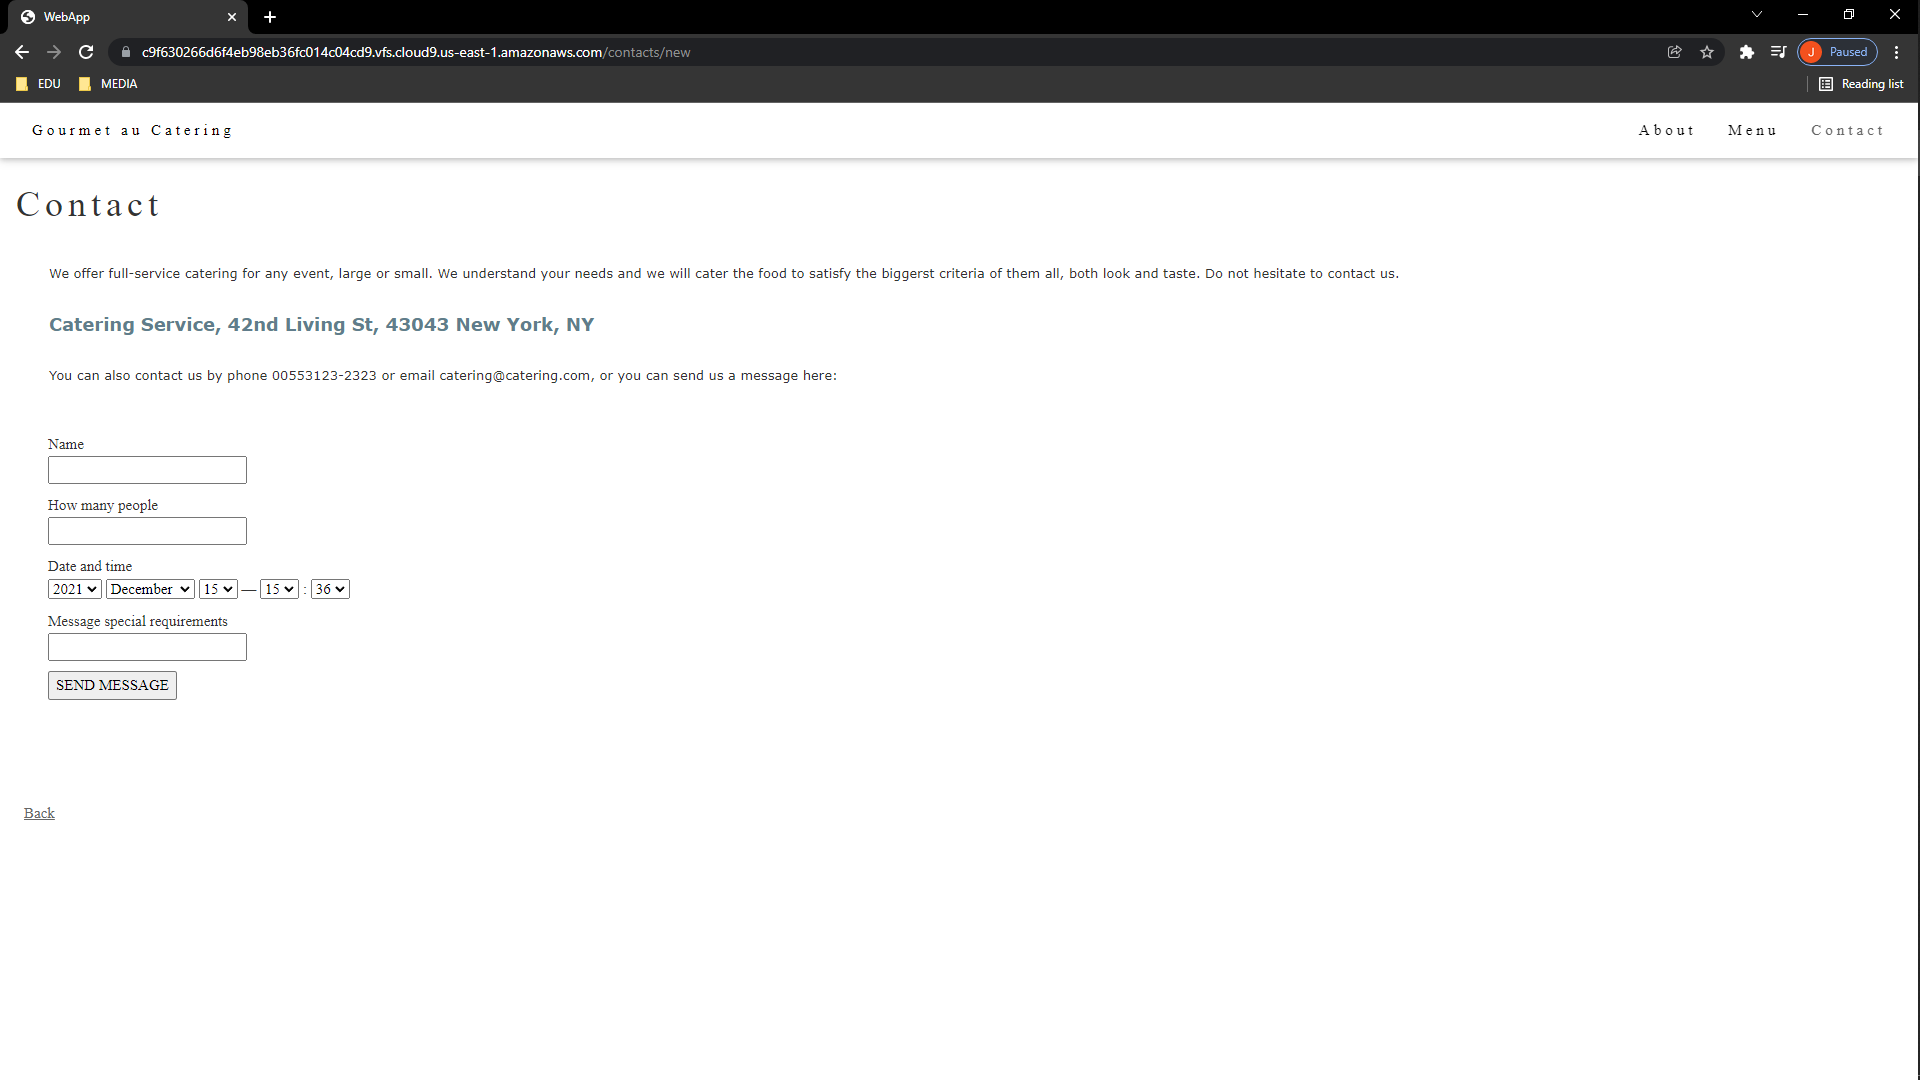 WebApp
c9f630266d6f4eb98eb36fc014c04cd9.vfs.cloud9.us-east-1.amazonaws.com/contacts/new
J Paused
EDU MEDIA
Reading list
Gourmet au Catering
About Menu Contact
Contact
We offer full-service catering for any event, large or small. We understand your needs and we will cater the food to satisfy the biggerst criteria of them all, both look and taste. Do not hesitate to contact us.
Catering Service, 42nd Living St, 43043 New York, NY
You can also contact us by phone 00553123-2323 or email catering@catering.com, or you can send us a message here:
Name
How many people
Date and time
2021 December 15 — 15 : 36
Message special requirements
SEND MESSAGE
Back